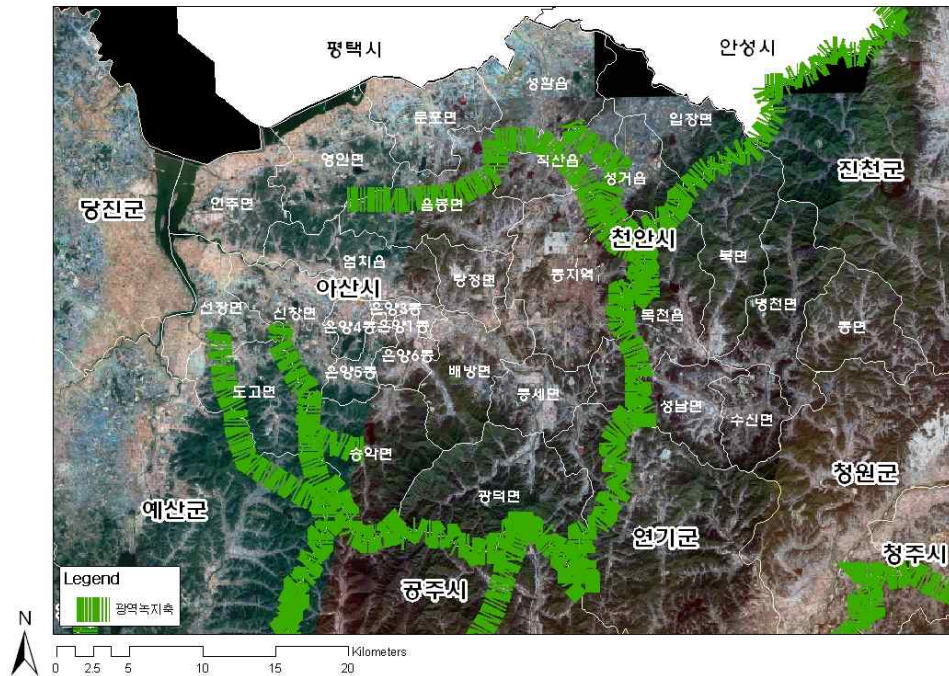 평택시
안성시
성환읍
둔포면
입장면
영인면
직산읍
성거읍
진천군
당진군
인주면
음봉면
천안시
북면
염치읍
탕정면
동지역
아산시
병천면
선장면
신창면
온양3동
목천읍
동면
온양4동온양1동
온양6동
도고면
온양5동
배방면
풍세면
성남면
수신면
송악면
청원군
예산군
광덕면
연기군
청주시
공주시
Legend
광역녹지축
N
Kilometers
0 2.5 5 10 15 20